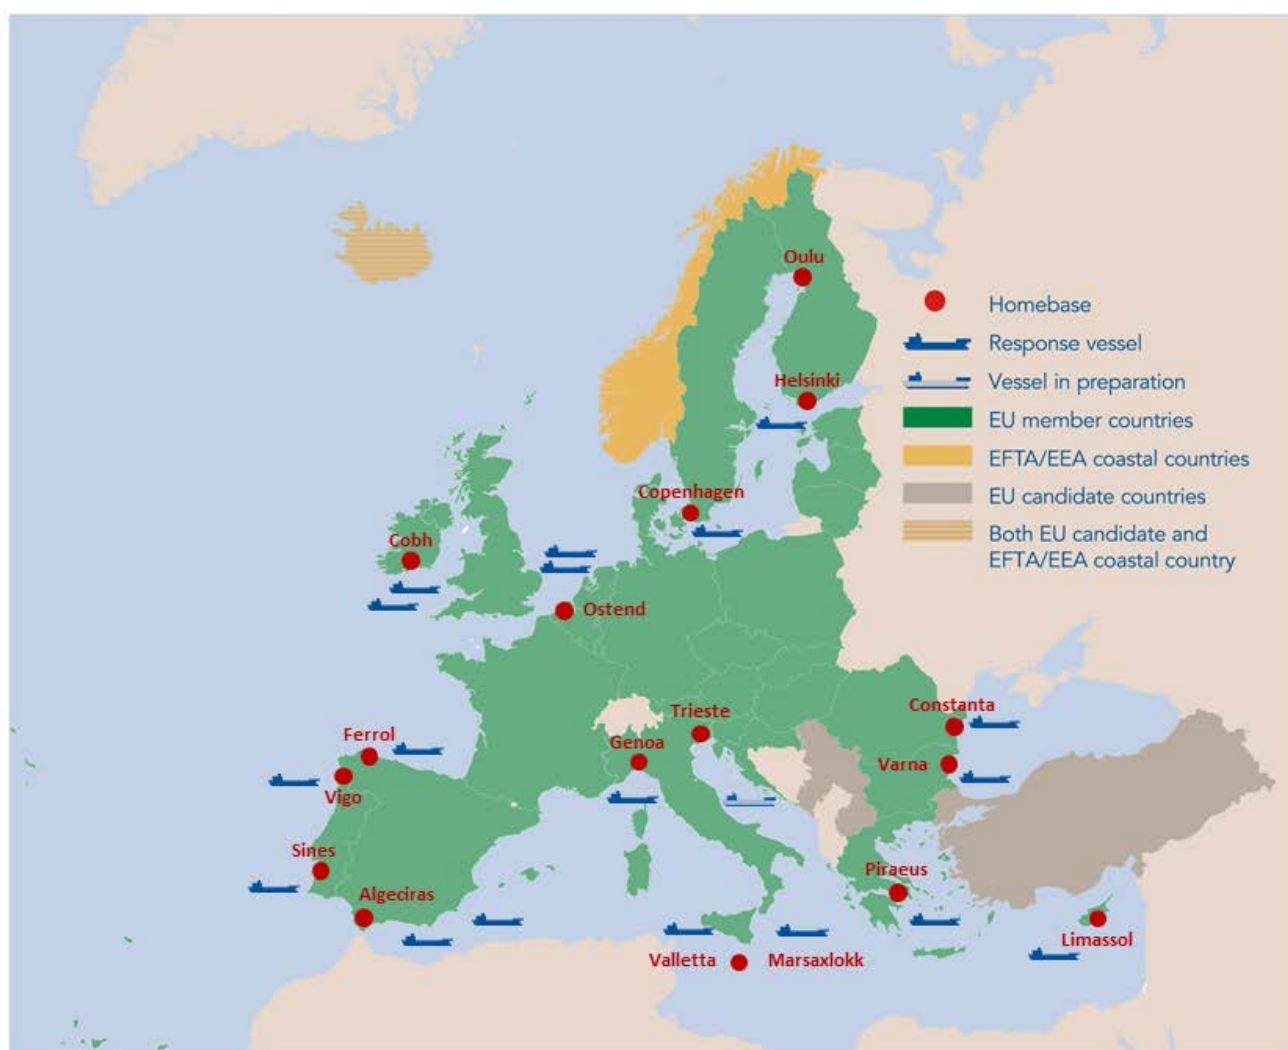 Oulu
Homebase
Response vessel
Helsinki
Vessel in preparation
EU member countries
EFTA/EEA coastal countries
Copenhagen
EU candidate countries
Both EU candidate and
EFTA/EEA coastal country
Cobh
Ostend
Constanta
Trieste
Ferrol
Genoa
Varna
Vigo
Sines
Piraeus
Algeciras
Limassol
Valletta
Marsaxlokk